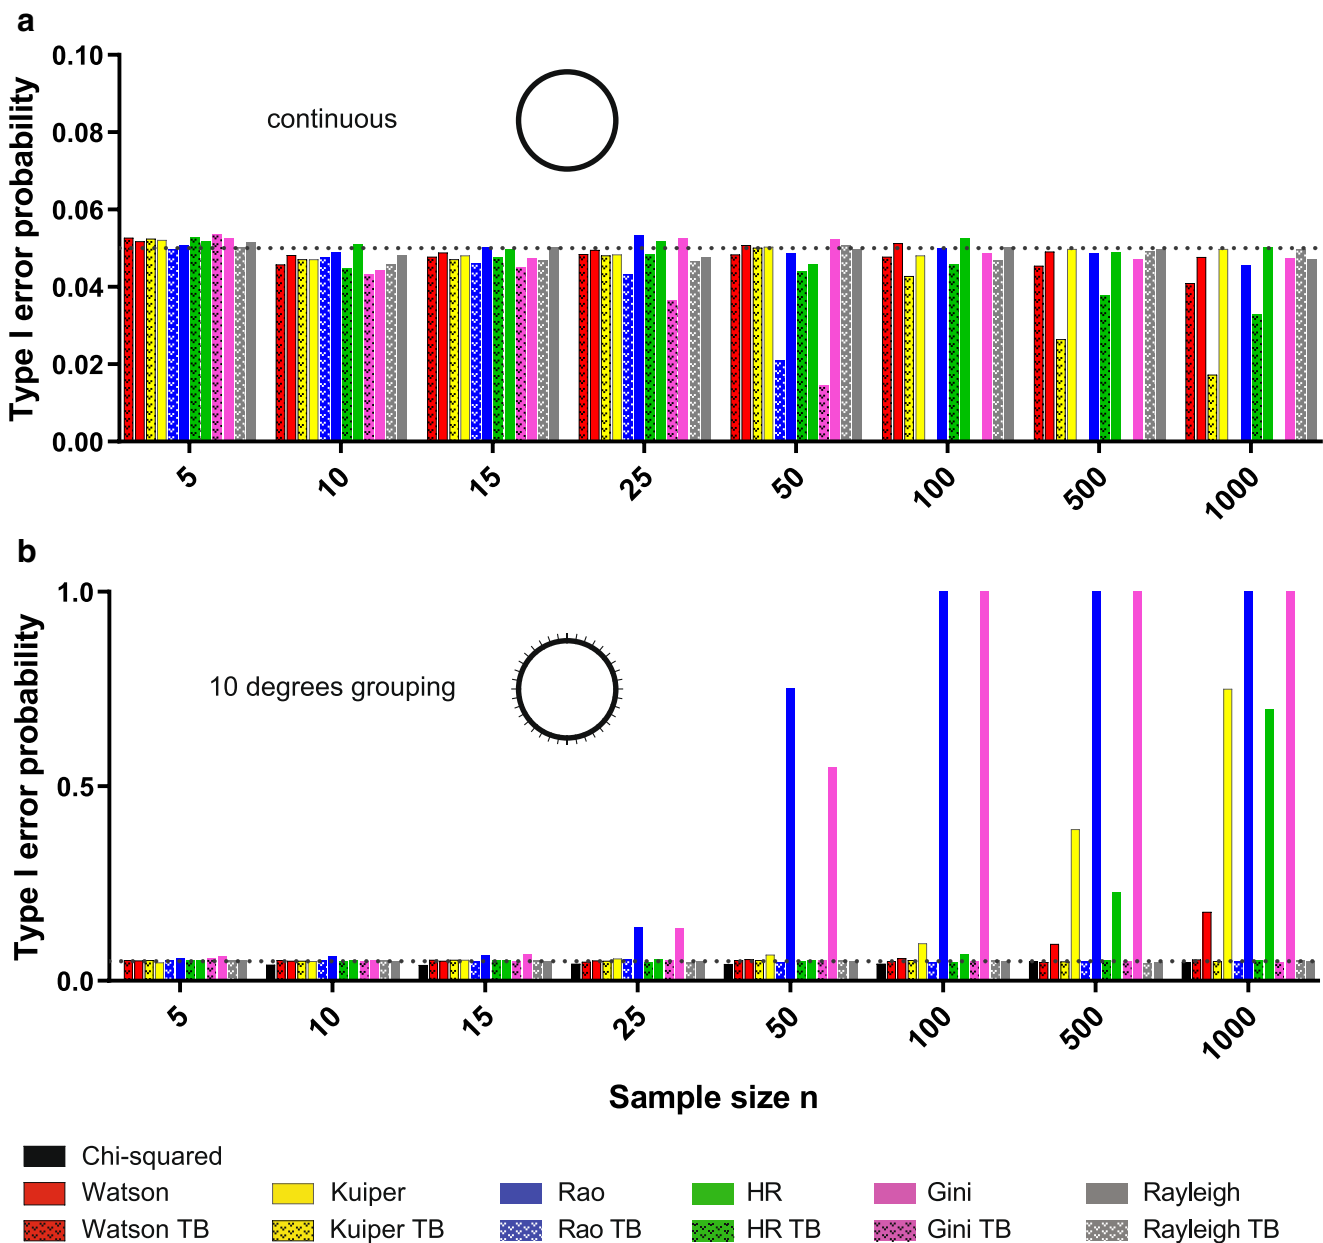 a
Type I error probability
0.10
0.08
0.06
0.04
0.02
0.00
continuous
5 10 15 25 50 100 500 1000
b
Type I error probability
1.0
0.5
0.0
10 degrees grouping
5 10 15 25 50 100 500 1000
Sample size n
Chi-squared
Watson Kuiper Rao HR Gini Rayleigh
Watson TB Kuiper TB Rao TB HR TB Gini TB Rayleigh TB